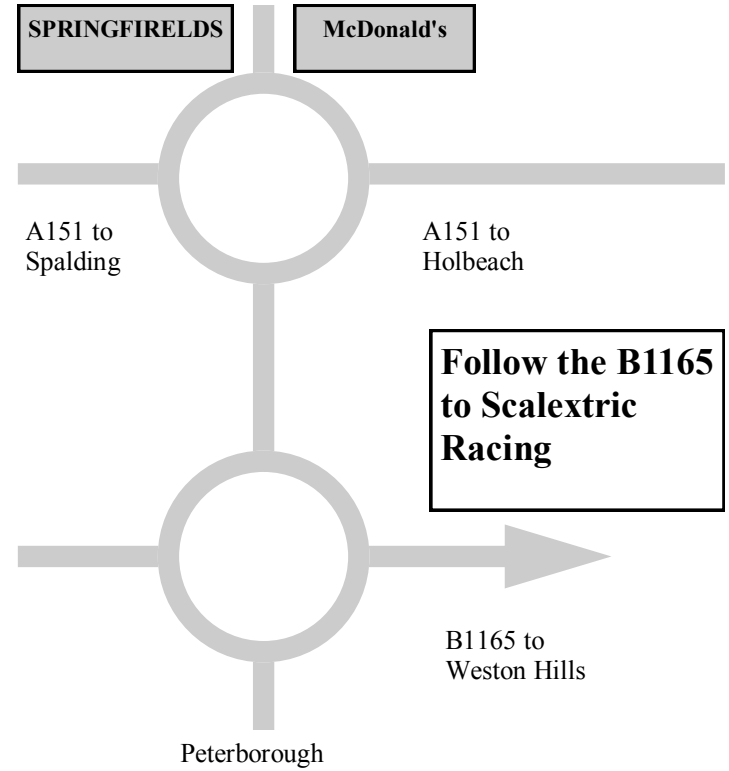 SPRINGFIRELDS
McDonald's
A151 to
Spalding
A151 to
Holbeach
Follow the B1165
to Scalextric
Racing
B1165 to
Weston Hills
Peterborough